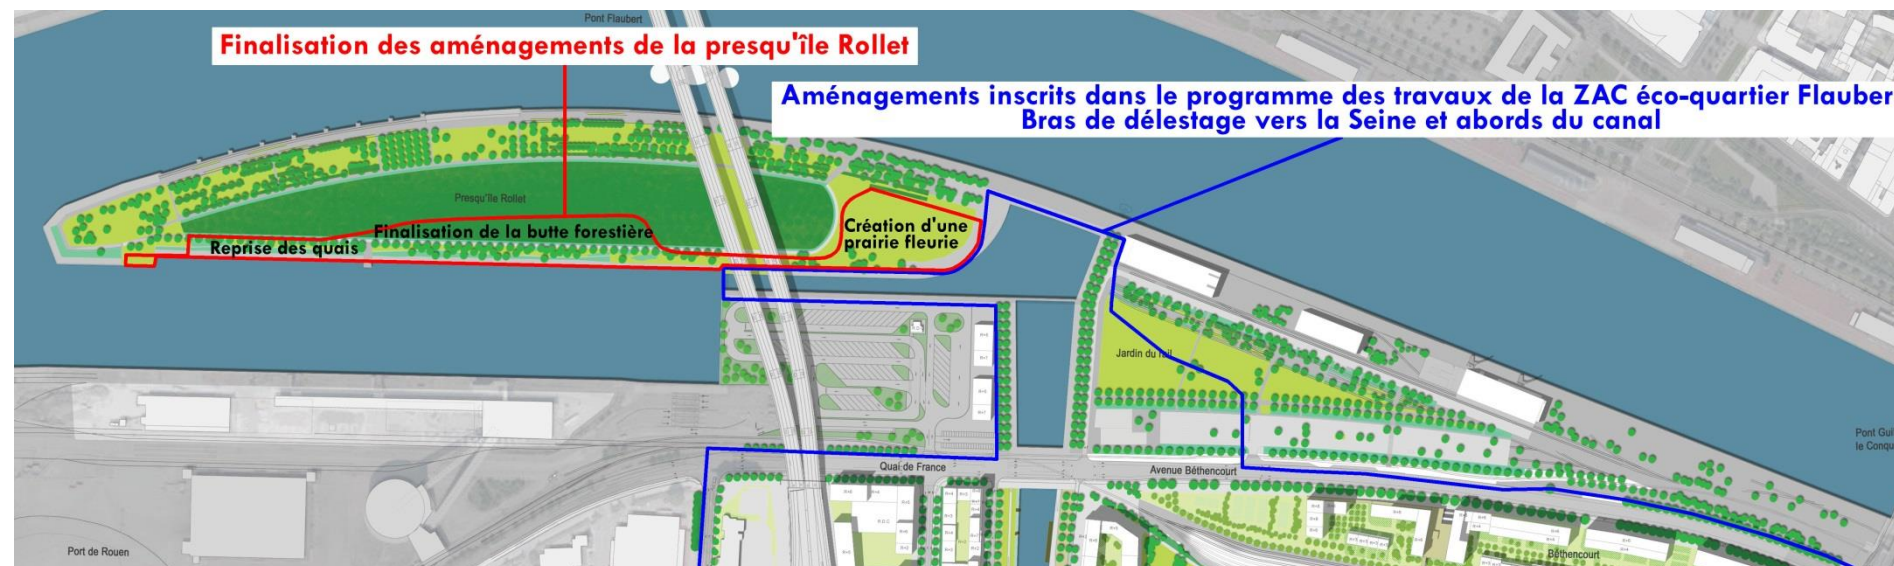 Pont Flaubert
Finalisation des aménagements de la presqu'île Rollet
Aménagements inscrits dans le programme des travaux de la ZAC éco-quartier Flauber
Bras de délestage vers la Seine et abords du canal
Presqu'île Rollet
Création d'une
prairie fleurie
Finalisation de la butte forestière
Reprise des quais
Jardin du rail
Pont Gui
le Conqu
Quai de France
Avenue Béthencourt
Port de Rouen
Béthencourt